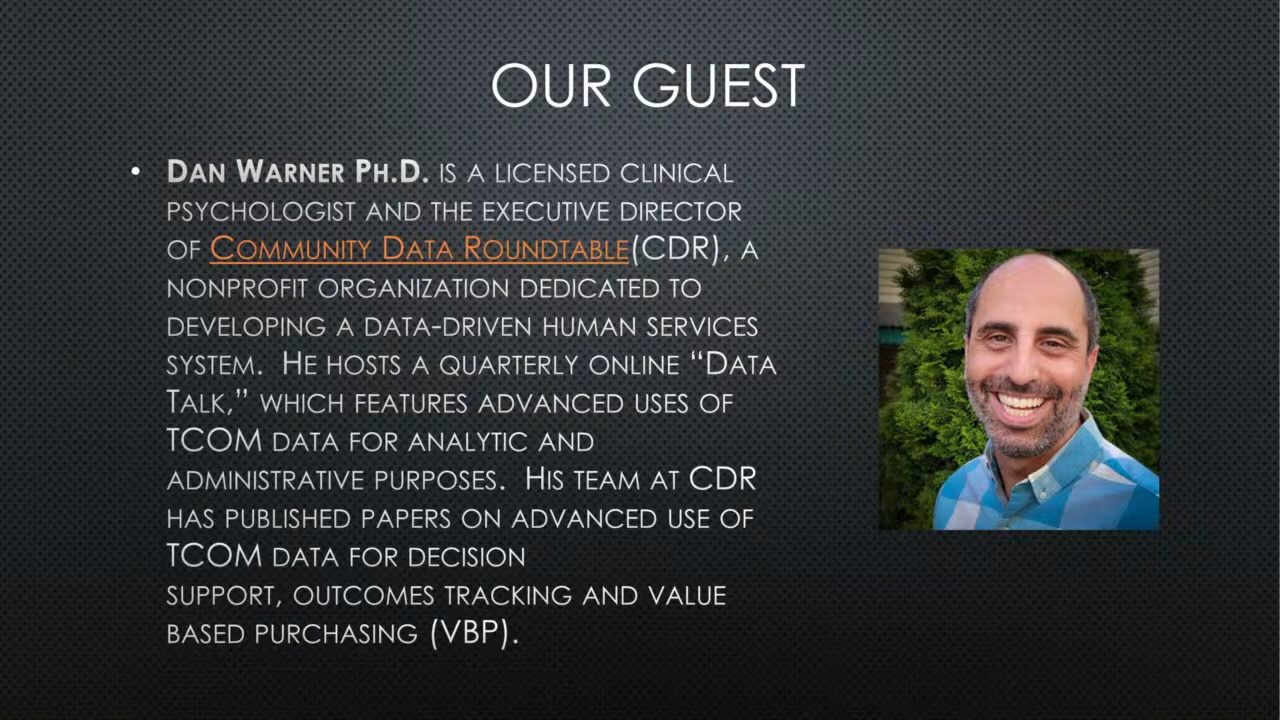 OUR GUEST
• DAN WARNER PH.D. IS A LICENSED CLINICAL
PSYCHOLOGIST AND THE EXECUTIVE DIRECTOR
OF COMMUNITY DATA ROUNDTABLE(CDR), A
NONPROFIT ORGANIZATION DEDICATED TO
DEVELOPING A DATA-DRIVEN HUMAN SERVICES
SYSTEM.  HE HOSTS A QUARTERLY ONLINE “DATA
TALK,” WHICH FEATURES ADVANCED USES OF
TCOM DATA FOR ANALYTIC AND
ADMINISTRATIVE PURPOSES.  HIS TEAM AT CDR
HAS PUBLISHED PAPERS ON ADVANCED USE OF
TCOM DATA FOR DECISION
SUPPORT, OUTCOMES TRACKING AND VALUE
BASED PURCHASING (VBP).